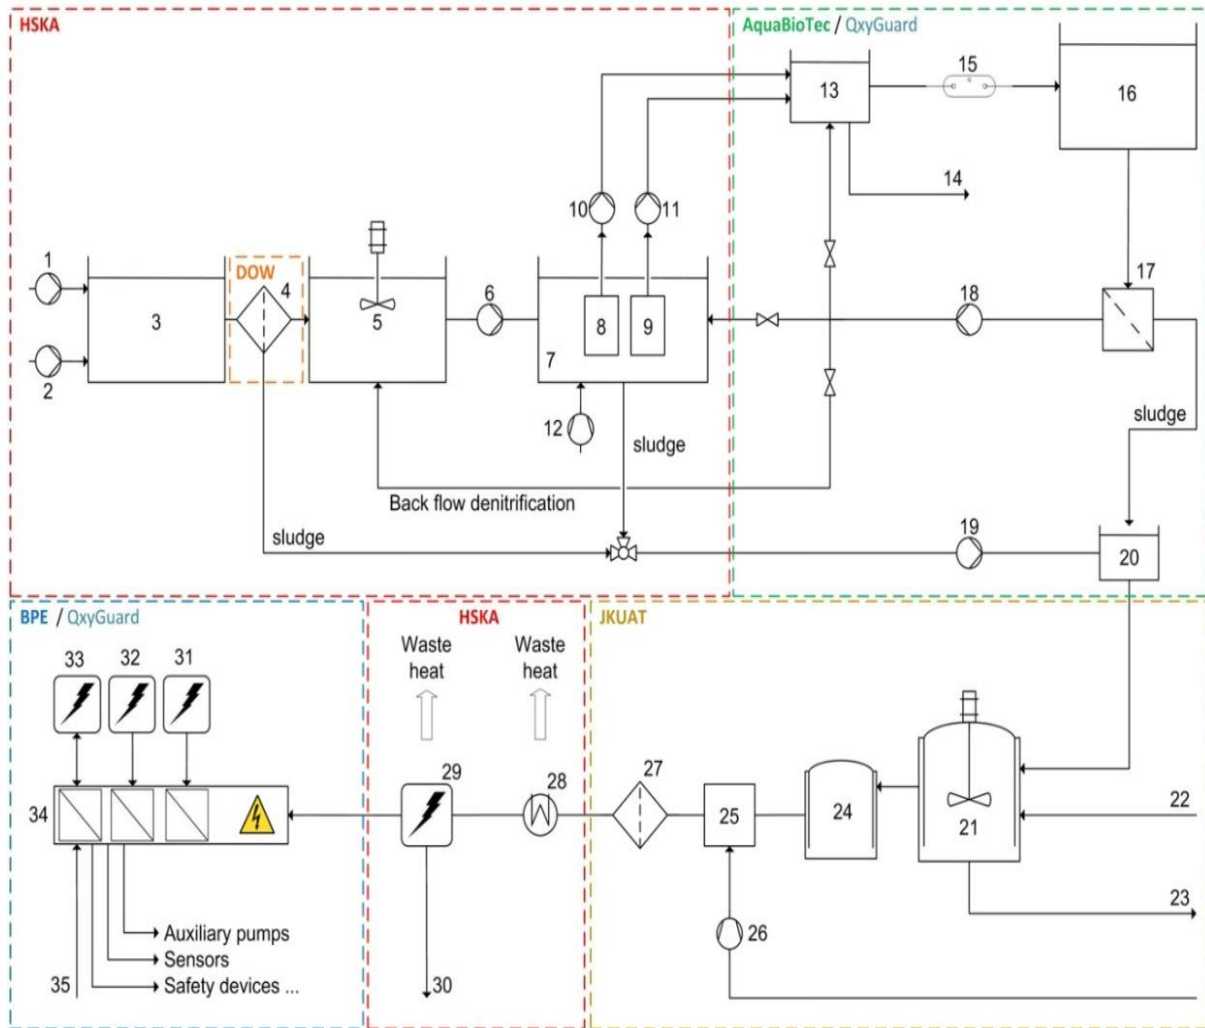 HSKA
AquaBioTec / QxyGuard
15
13
16
14
10
11
1
DOW
4
17
6
18
3
5
8
9
7
2
12
sludge
sludge
Back flow denitrification
sludge
19
20
BPE / QxyGuard
HSKA
JKUAT
Waste
heat
Waste
heat
33
32
31
29
28
27
22
34
25
24
21
23
26
Auxiliary pumps
Sensors
35
Safety devices ...
30